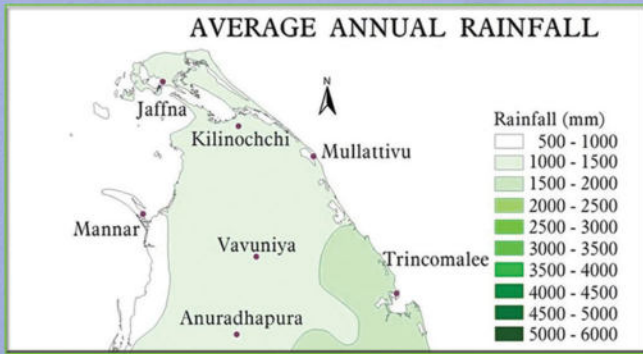 AVERAGE ANNUAL RAINFALL
N
Jaffna
Kilinochchi
Mullattivu
Mannar
Vavuniya
Trincomalee
Anuradhapura
Rainfall (mm)
500 - 1000
1000 - 1500
1500 - 2000
2000 - 2500
2500 - 3000
3000 - 3500
3500 - 4000
4000 - 4500
4500 - 5000
5000 - 6000